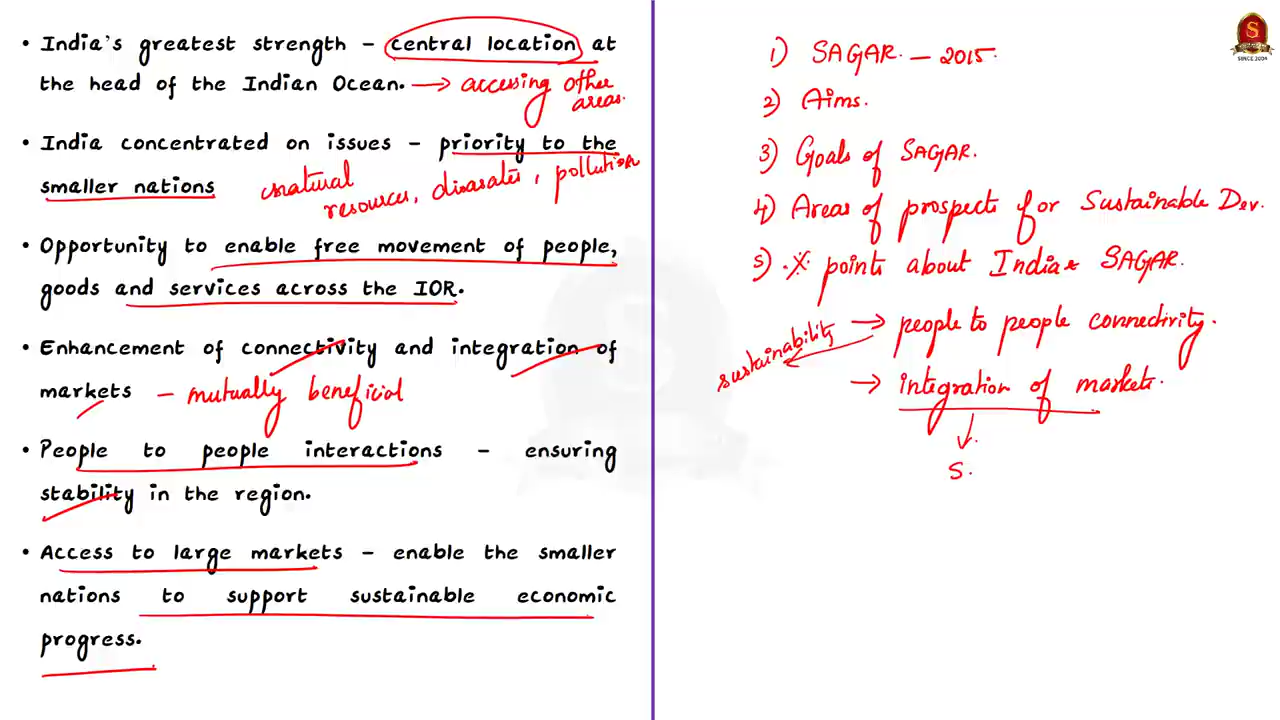 • India's greatest strength – central location at
the head of the Indian Ocean. → accessing other
areas.
• India concentrated on issues – priority to the
smaller nations
natural
resources, disasters, pollution
• Opportunity to enable free movement of people,
goods and services across the IOR.
• Enhancement of connectivity and integration of
markets – mutually beneficial
• People to people interactions – ensuring
stability in the region.
• Access to large markets – enable the smaller
nations to support sustainable economic
progress.
1) SAGAR – 2015.
2) Aims.
3) Goals of SAGAR.
4) Areas of prospects for Sustainable Dev.
5) points about India & SAGAR.
→ people to people connectivity.
sustainability
→ integration of markets.
↓
S.
S
SINCE 2004